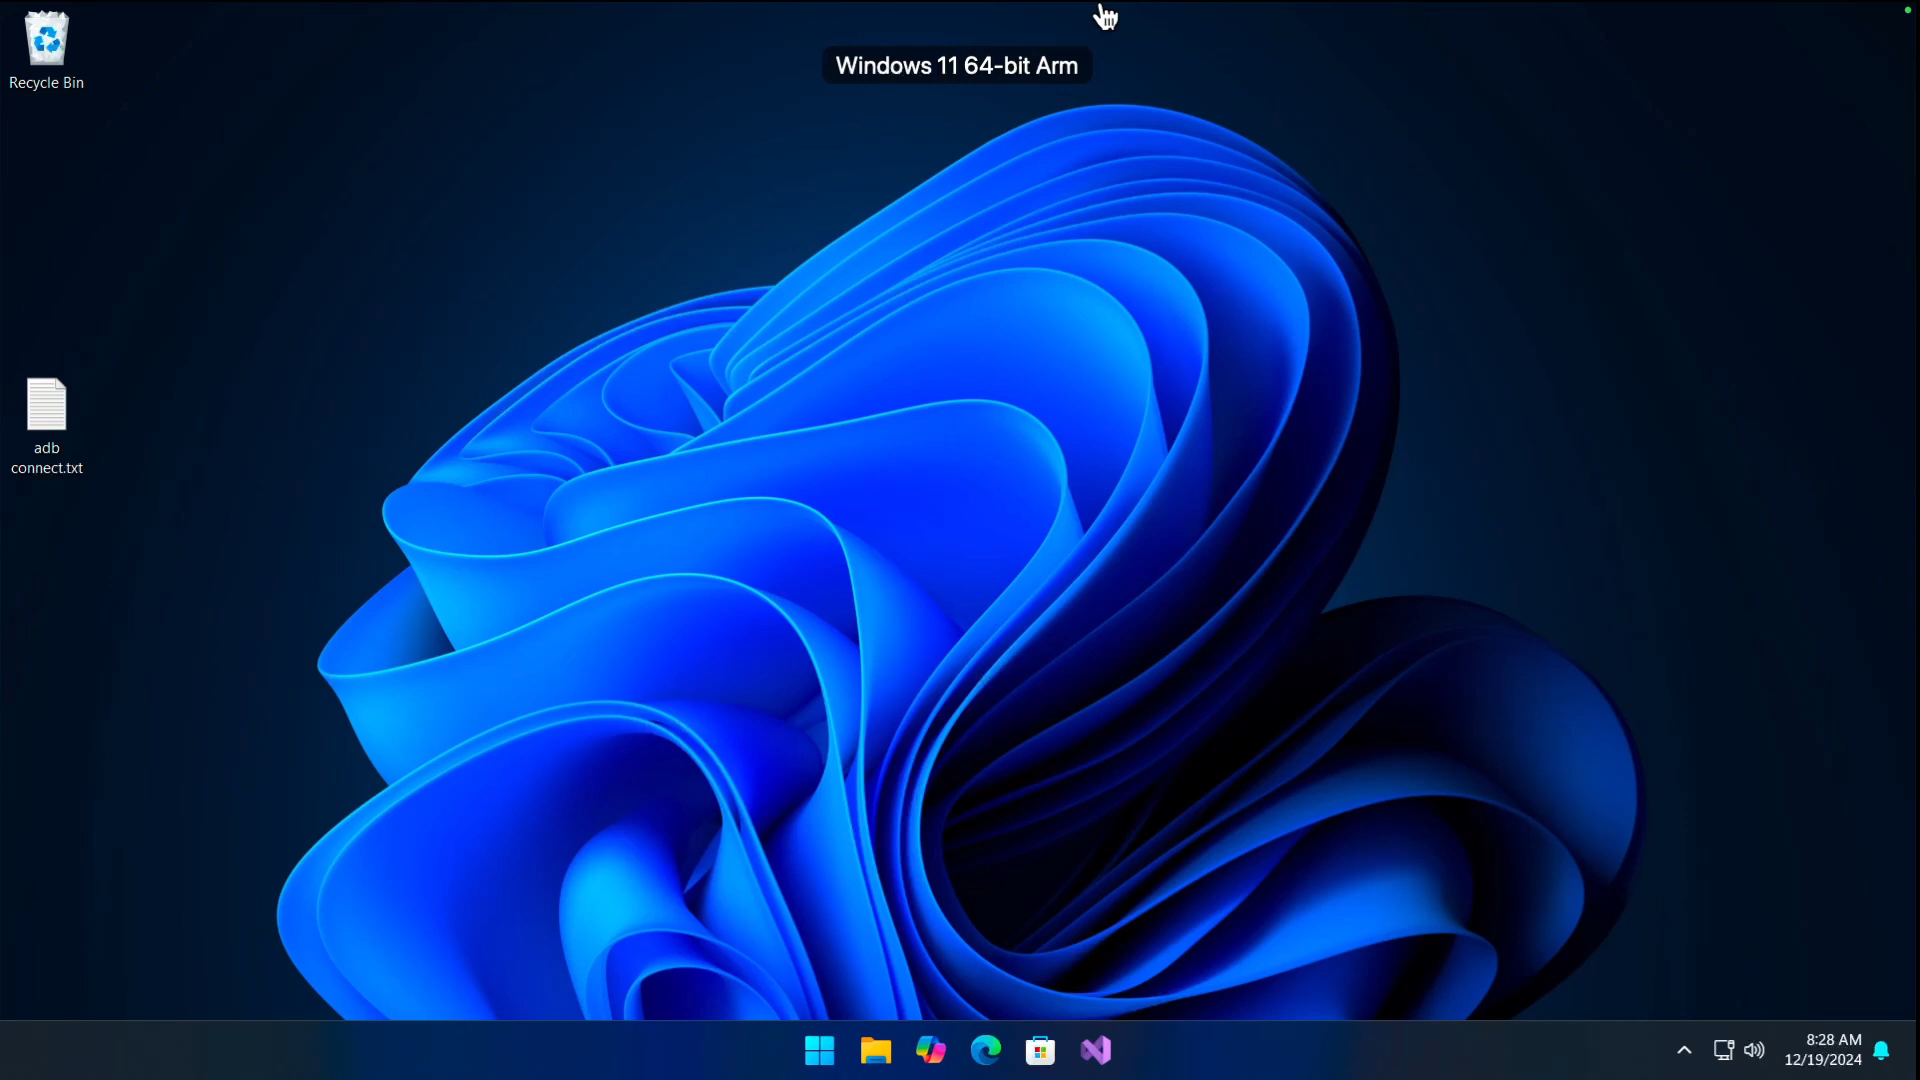 Recycle Bin
Windows 11 64-bit Arm
adb
connect.txt
8:28 AM
12/19/2024